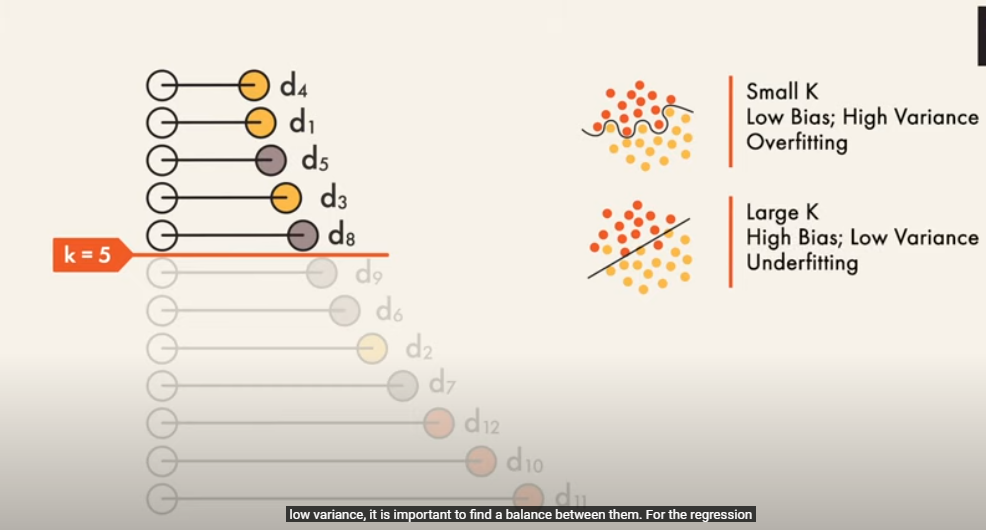 d4
d1
d5
d3
d8
k = 5
d9
d6
d2
d7
d12
d10
d11
Small K
Low Bias; High Variance
Overfitting
Large K
High Bias; Low Variance
Underfitting
low variance, it is important to find a balance between them. For the regression